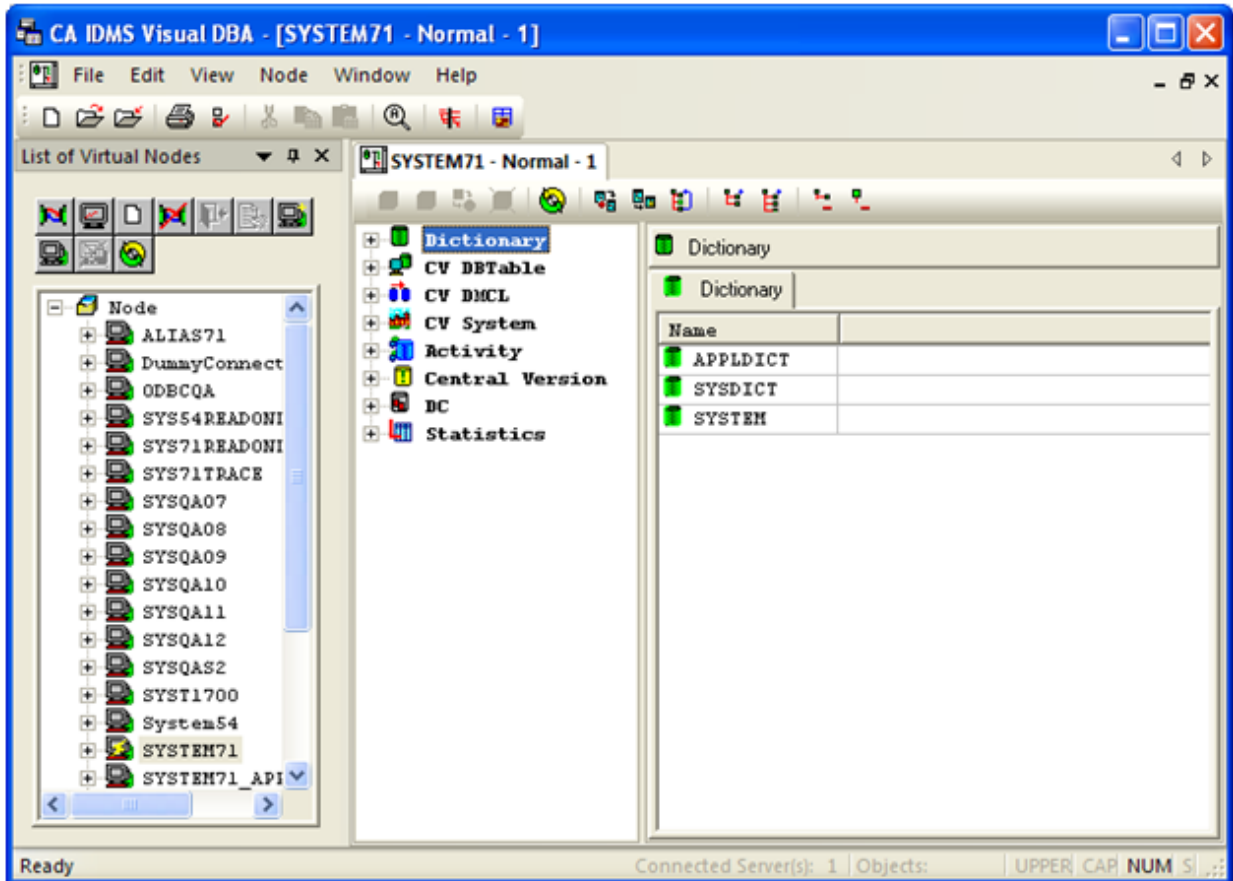 CA IDMS Visual DBA - [SYSTEM71 - Normal - 1]
File Edit View Node Window Help
List of Virtual Nodes
SYSTEM71 - Normal - 1
Node
ALIAS71
DummyConnect
ODBCQA
SYS54READONI
SYS71READONI
SYS71TRACE
SYSQA07
SYSQA08
SYSQA09
SYSQA10
SYSQA11
SYSQA12
SYSQAS2
SYST1700
System54
SYSTEM71
SYSTEM71_API
Dictionary
CV DBTable
CV DMCL
CV System
Activity
Central Version
DC
Statistics
Dictionary
Dictionary
Name
APPLDICT
SYSDICT
SYSTEM
Ready
Connected Server(s): 1 Objects: UPPER CAP NUM S